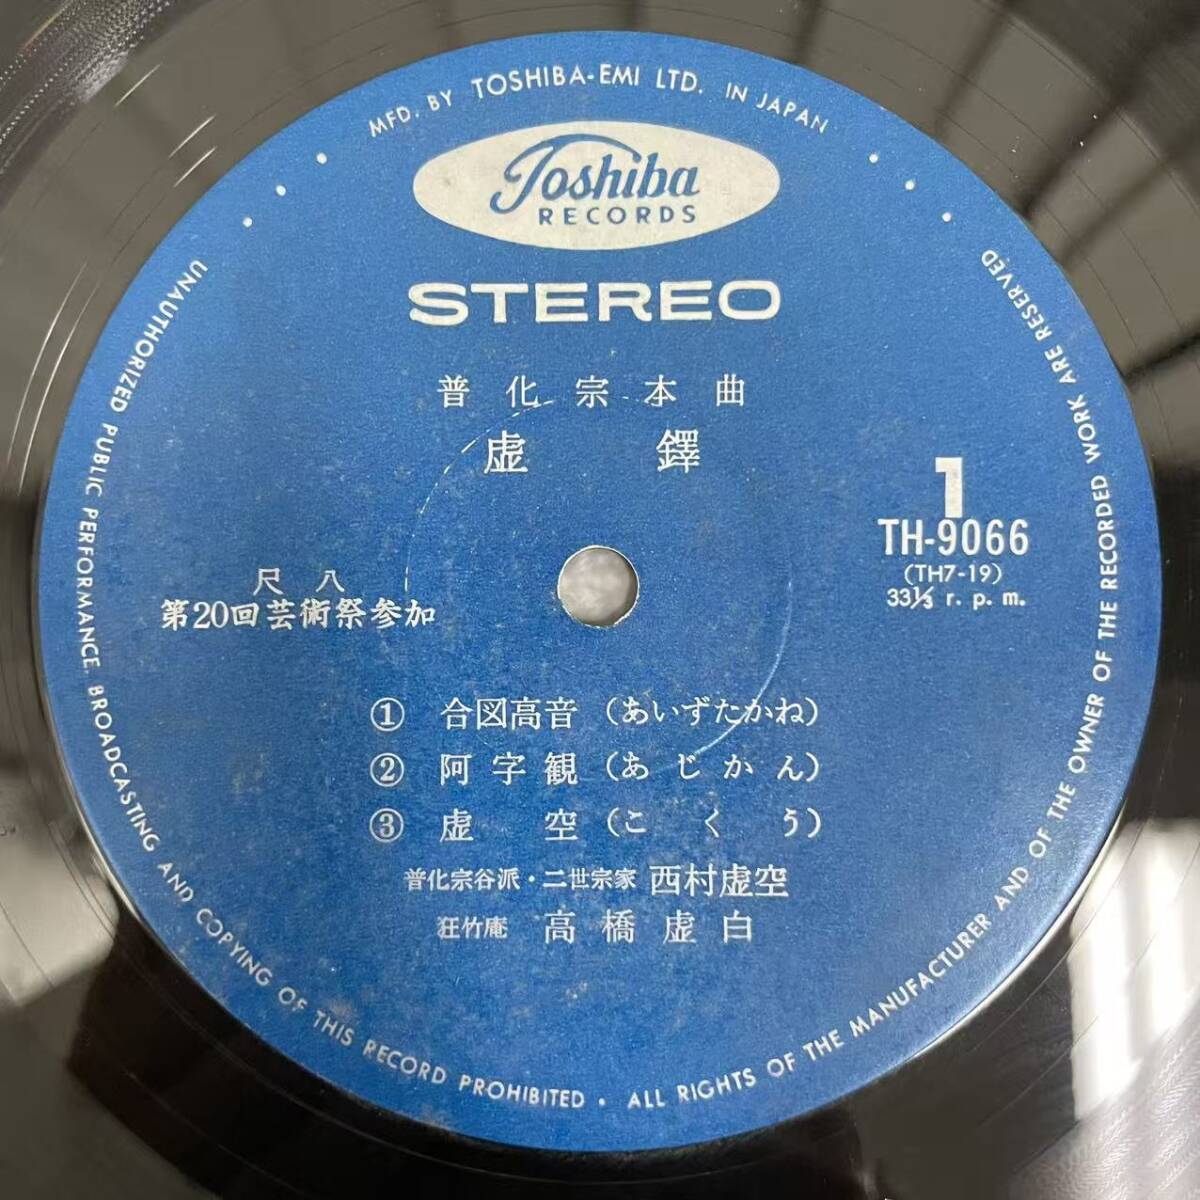 MFD. BY TOSHIBA-EMI LTD. IN JAPAN
Toshiba
RECORDS
STEREO
普化宗本曲
虚鐸
1
TH-9066
(TH7-19)
33⅓ r. p. m.
尺八
第20回芸術祭参加
① 合図高音 (あいずたかね)
② 阿字観 (あじかん)
③ 虚空 (こくう)
普化宗谷派・二世宗家 西村虚空
狂竹庵 高橋虚白
UNAUTHORIZED PUBLIC PERFORMANCE. BROADCASTING AND COPYING OF THIS RECORD PROHIBITED • ALL RIGHTS OF THE MANUFACTURER AND OF THE OWNER OF THE RECORDED WORK ARE RESERVED